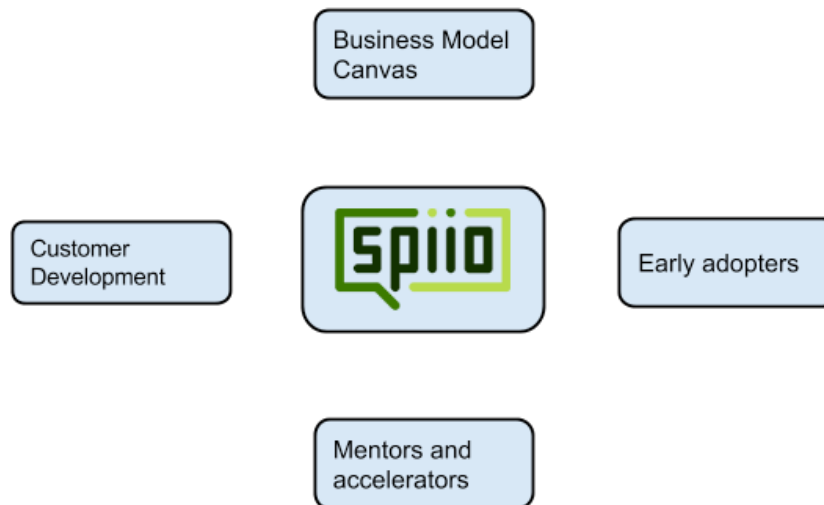 Business Model
Canvas
spiio
Customer
Development
Early adopters
Mentors and
accelerators